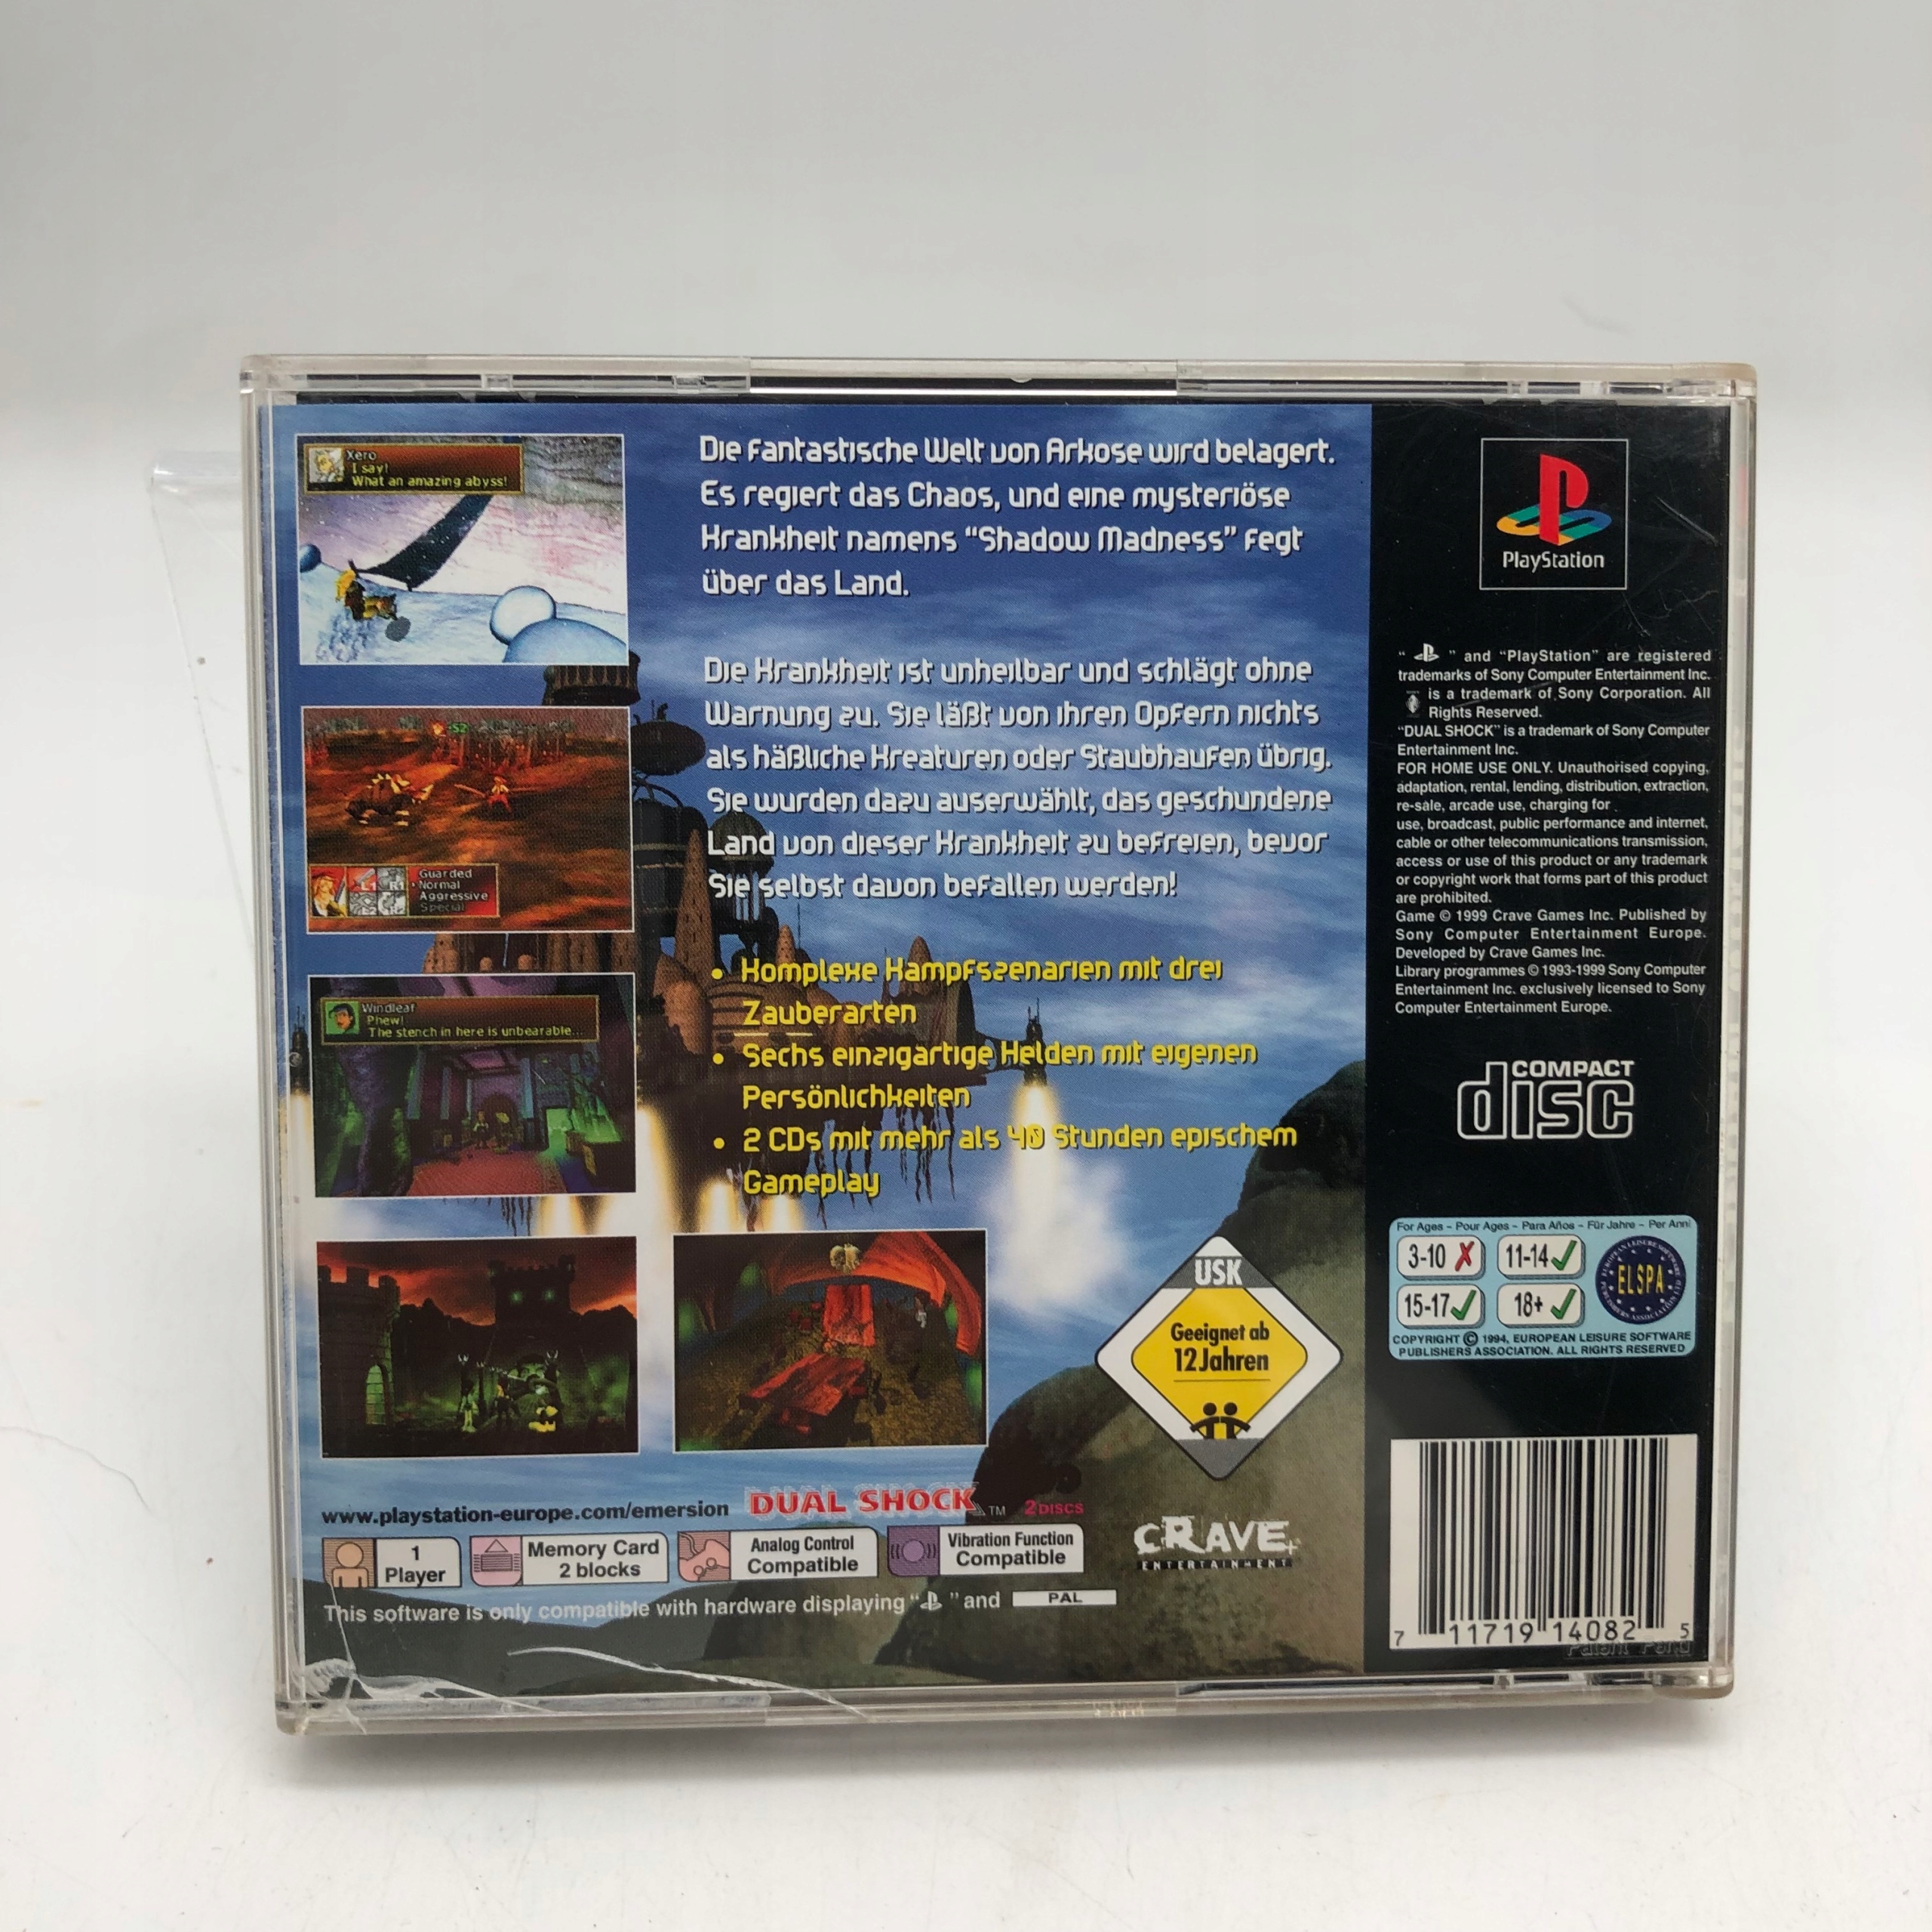 Xero
I say!
What an amazing abyss!
52
Guarded
Normal
Aggressive
Special
L1 R1
Windleaf
Phew!
The stench in here is unbearable...
Die fantastische Welt von Arkose wird belagert.
Es regiert das Chaos, und eine mysteriöse
Krankheit namens "Shadow Madness" fegt
über das Land.
Die Krankheit ist unheilbar und schlägt ohne
Warnung zu. Sie läßt von ihren Opfern nichts
als häßliche Kreaturen oder Staubhaufen übrig.
Sie wurden dazu auserwählt, das geschundene
Land von dieser Krankheit zu befreien, bevor
Sie selbst davon befallen werden!
• Komplexe Kampfszenarien mit drei
Zauberarten
• Sechs einzigartige Helden mit eigenen
Persönlichkeiten
• 2 CDs mit mehr als 40 Stunden epischem
Gameplay
USK
Geeignet ab
12 Jahren
www.playstation-europe.com/emersion
DUAL SHOCK™
2 DISCS
1
Player
Memory Card
2 blocks
Analog Control
Compatible
Vibration Function
Compatible
This software is only compatible with hardware displaying " " and PAL
CRAVE
ENTERTAINMENT
PlayStation
" " and "PlayStation" are registered
trademarks of Sony Computer Entertainment Inc.
is a trademark of Sony Corporation. All
Rights Reserved.
"DUAL SHOCK" is a trademark of Sony Computer
Entertainment Inc.
FOR HOME USE ONLY. Unauthorised copying,
adaptation, rental, lending, distribution, extraction,
re-sale, arcade use, charging for
use, broadcast, public performance and internet,
cable or other telecommunications transmission,
access or use of this product or any trademark
or copyright work that forms part of this product
are prohibited.
Game © 1999 Crave Games Inc. Published by
Sony Computer Entertainment Europe.
Developed by Crave Games Inc.
Library programmes © 1993-1999 Sony Computer
Entertainment Inc. exclusively licensed to Sony
Computer Entertainment Europe.
COMPACT
disc
For Ages - Pour Ages - Para Años - Für Jahre - Per Anni
3-10 ✗ 11-14 ✓
15-17 ✓ 18+ ✓
EUROPEAN LEISURE SOFTWARE PUBLISHERS ASSOCIATION LTD
ELSPA
COPYRIGHT © 1994, EUROPEAN LEISURE SOFTWARE
PUBLISHERS ASSOCIATION. ALL RIGHTS RESERVED
7 11719 14082 5
Patent Pend